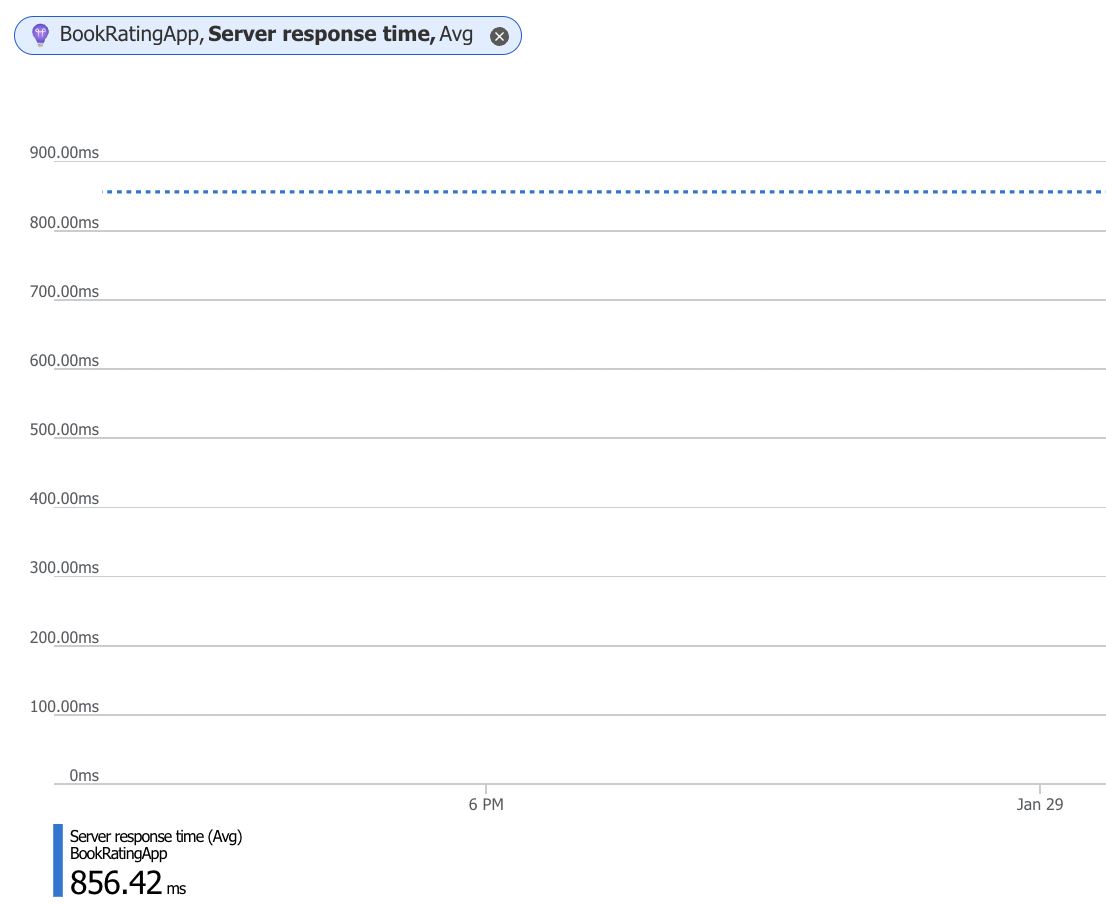 BookRatingApp, Server response time, Avg
900.00ms
800.00ms
700.00ms
600.00ms
500.00ms
400.00ms
300.00ms
200.00ms
100.00ms
0ms
6 PM
Jan 29
Server response time (Avg)
BookRatingApp
856.42 ms